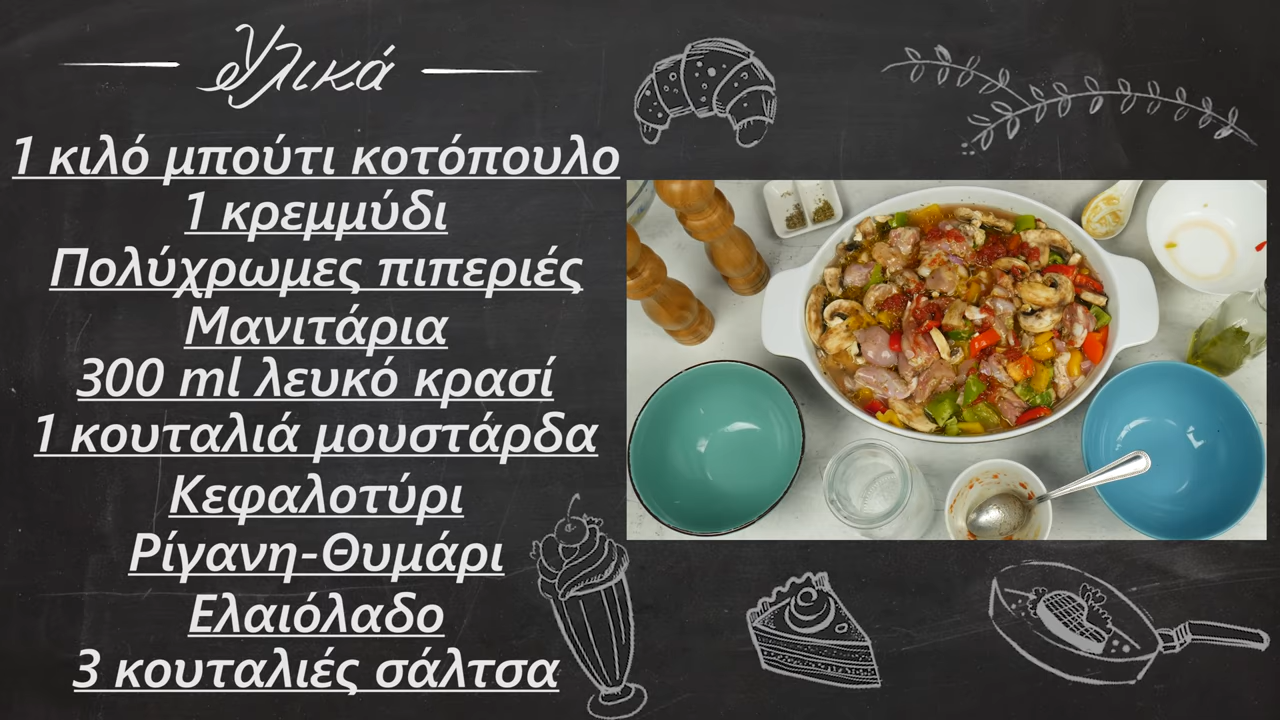 Υλικά
1 κιλό μπούτι κοτόπουλο
1 κρεμμύδι
Πολύχρωμες πιπεριές
Μανιτάρια
300 ml λευκό κρασί
1 κουταλιά μουστάρδα
Κεφαλοτύρι
Ρίγανη-Θυμάρι
Ελαιόλαδο
3 κουταλιές σάλτσα